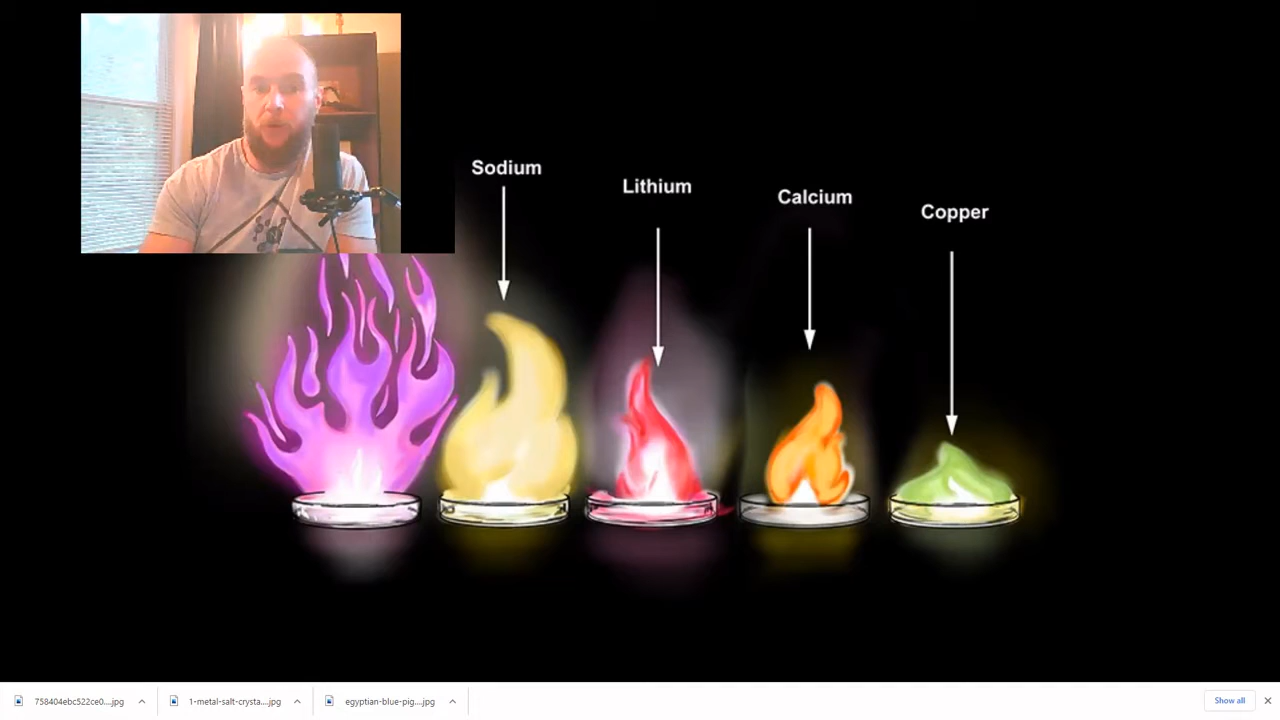 Sodium
Lithium
Calcium
Copper
758404ebc522ce0....jpg
1-metal-salt-crysta....jpg
egyptian-blue-pig....jpg
Show all